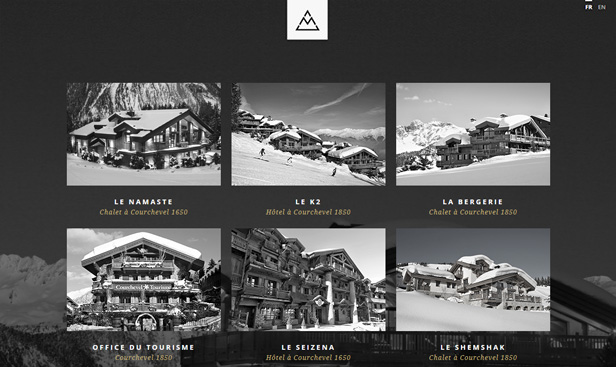 FR EN
LE NAMASTE
Chalet à Courchevel 1650
LE K2
Hôtel à Courchevel 1850
LA BERGERIE
Chalet à Courchevel 1850
Courchevel Tourisme
OFFICE DU TOURISME
Courchevel 1850
LE SEIZENA
Hôtel à Courchevel 1650
LE SHEMSHAK
Chalet à Courchevel 1850